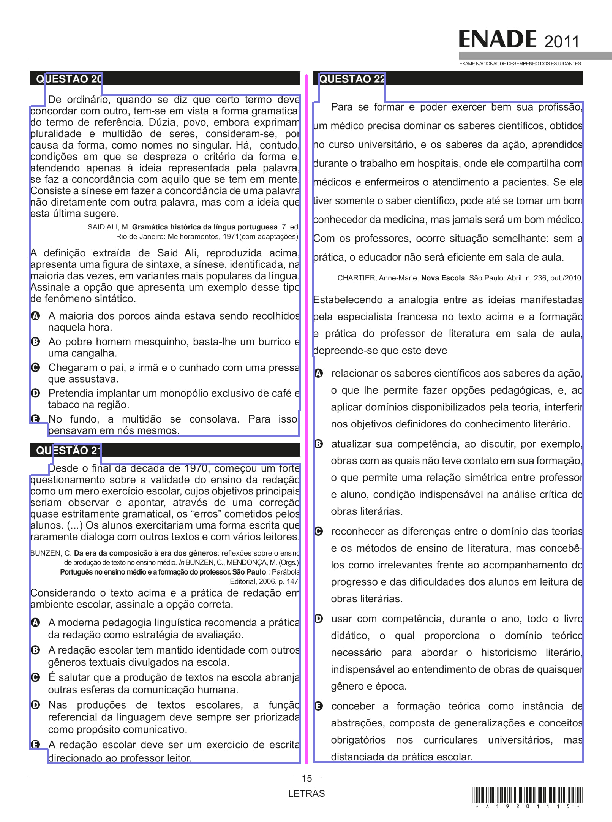 ENADE 2011
EXAME NACIONAL DE DESEMPENHO DOS ESTUDANTES
QUESTÃO 20
De ordinário, quando se diz que certo termo deve
concordar com outro, tem-se em vista a forma gramatical
do termo de referência. Dúzia, povo, embora exprimam
pluralidade e multidão de seres, consideram-se, por
causa da forma, como nomes no singular. Há, contudo,
condições em que se despreza o critério da forma e,
atendendo apenas à ideia representada pela palavra,
se faz a concordância com aquilo que se tem em mente.
Consiste a sínese em fazer a concordância de uma palavra
não diretamente com outra palavra, mas com a ideia que
esta última sugere.
SAID ALI, M. Gramática histórica da língua portuguesa. 7. ed.
Rio de Janeiro: Melhoramentos, 1971(com adaptações).
A definição extraída de Said Ali, reproduzida acima,
apresenta uma figura de sintaxe, a sínese, identificada, na
maioria das vezes, em variantes mais populares da língua.
Assinale a opção que apresenta um exemplo desse tipo
de fenômeno sintático.
A A maioria dos porcos ainda estava sendo recolhidos
naquela hora.
B Ao pobre homem mesquinho, basta-lhe um burrico e
uma cangalha.
C Chegaram o pai, a irmã e o cunhado com uma pressa
que assustava.
D Pretendia implantar um monopólio exclusivo de café e
tabaco na região.
E No fundo, a multidão se consolava. Para isso,
pensavam em nós mesmos.
QUESTÃO 21
Desde o final da década de 1970, começou um forte
questionamento sobre a validade do ensino da redação
como um mero exercício escolar, cujos objetivos principais
seriam observar e apontar, através de uma correção
quase estritamente gramatical, os "erros" cometidos pelos
alunos. (...) Os alunos exercitariam uma forma escrita que
raramente dialoga com outros textos e com vários leitores.
BUNZEN, C. Da era da composição à era dos gêneros: reflexões sobre o ensino
de produção de texto no ensino médio. In BUNZEN, C., MENDONÇA, M. (Orgs.)
Português no ensino médio e a formação do professor. São Paulo : Parábola
Editorial, 2006. p. 147.
Considerando o texto acima e a prática de redação em
ambiente escolar, assinale a opção correta.
A A moderna pedagogia linguística recomenda a prática
da redação como estratégia de avaliação.
B A redação escolar tem mantido identidade com outros
gêneros textuais divulgados na escola.
C É salutar que a produção de textos na escola abranja
outras esferas da comunicação humana.
D Nas produções de textos escolares, a função
referencial da linguagem deve sempre ser priorizada
como propósito comunicativo.
E A redação escolar deve ser um exercício de escrita
direcionado ao professor leitor.
QUESTÃO 22
Para se formar e poder exercer bem sua profissão,
um médico precisa dominar os saberes científicos, obtidos
no curso universitário, e os saberes da ação, aprendidos
durante o trabalho em hospitais, onde ele compartilha com
médicos e enfermeiros o atendimento a pacientes. Se ele
tiver somente o saber científico, pode até se tornar um bom
conhecedor da medicina, mas jamais será um bom médico.
Com os professores, ocorre situação semelhante: sem a
prática, o educador não será eficiente em sala de aula.
CHARTIER, Anne-Marie. Nova Escola. São Paulo: Abril, n. 236, out./2010.
Estabelecendo a analogia entre as ideias manifestadas
pela especialista francesa no texto acima e a formação
e prática do professor de literatura em sala de aula,
depreende-se que este deve
A relacionar os saberes científicos aos saberes da ação,
o que lhe permite fazer opções pedagógicas, e, ao
aplicar domínios disponibilizados pela teoria, interferir
nos objetivos definidores do conhecimento literário.
B atualizar sua competência, ao discutir, por exemplo,
obras com as quais não teve contato em sua formação,
o que permite uma relação simétrica entre professor
e aluno, condição indispensável na análise crítica de
obras literárias.
C reconhecer as diferenças entre o domínio das teorias
e os métodos de ensino de literatura, mas concebê-
los como irrelevantes frente ao acompanhamento do
progresso e das dificuldades dos alunos em leitura de
obras literárias.
D usar com competência, durante o ano, todo o livro
didático, o qual proporciona o domínio teórico
necessário para abordar o historicismo literário,
indispensável ao entendimento de obras de quaisquer
gênero e época.
E conceber a formação teórica como instância de
abstrações, composta de generalizações e conceitos
obrigatórios nos curriculares universitários, mas
distanciada da prática escolar.
15
LETRAS